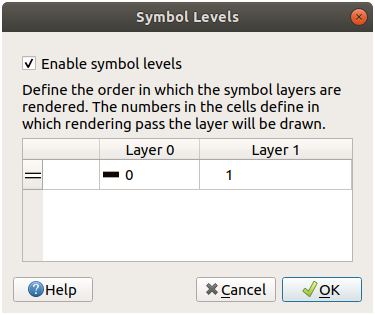 Symbol Levels
Enable symbol levels
Define the order in which the symbol layers are
rendered. The numbers in the cells define in
which rendering pass the layer will be drawn.
Layer 0 Layer 1
0 1
Help Cancel OK